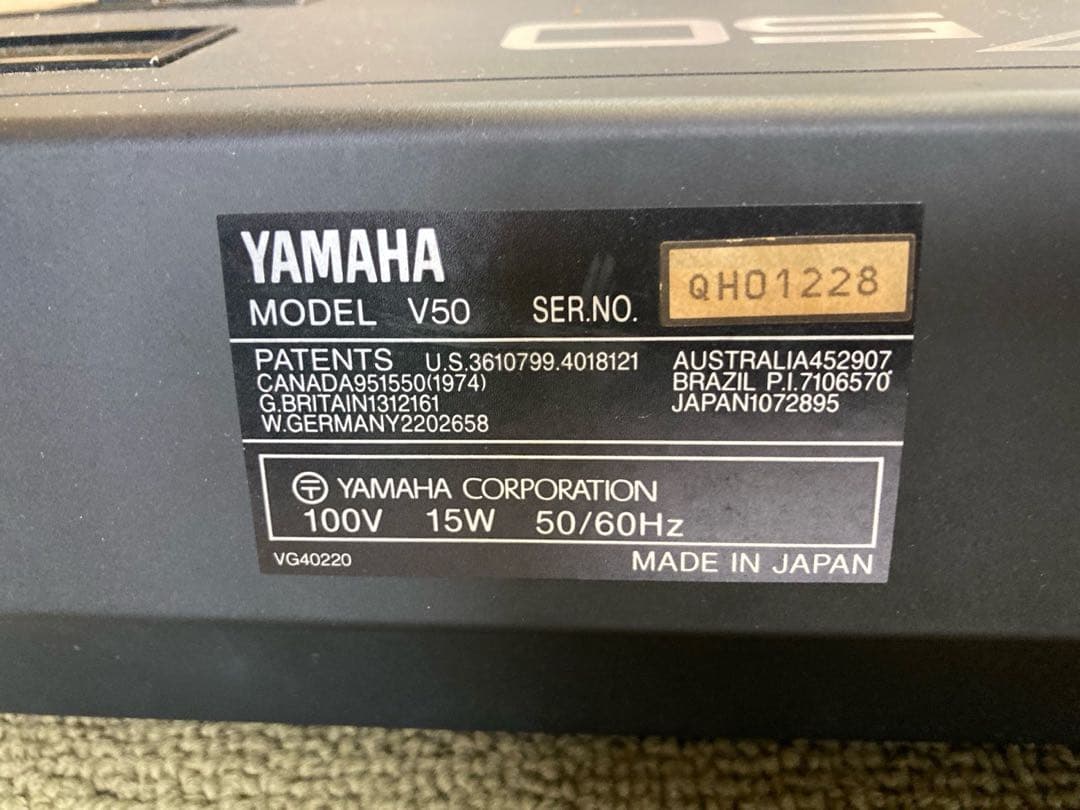 V50
YAMAHA
MODEL V50 SER.NO. QH01228
PATENTS U.S.3610799.4018121 AUSTRALIA452907
CANADA951550(1974) BRAZIL P.I.7106570
G.BRITAIN1312161 JAPAN1072895
W.GERMANY2202658
〶 YAMAHA CORPORATION
100V 15W 50/60Hz
VG40220 MADE IN JAPAN